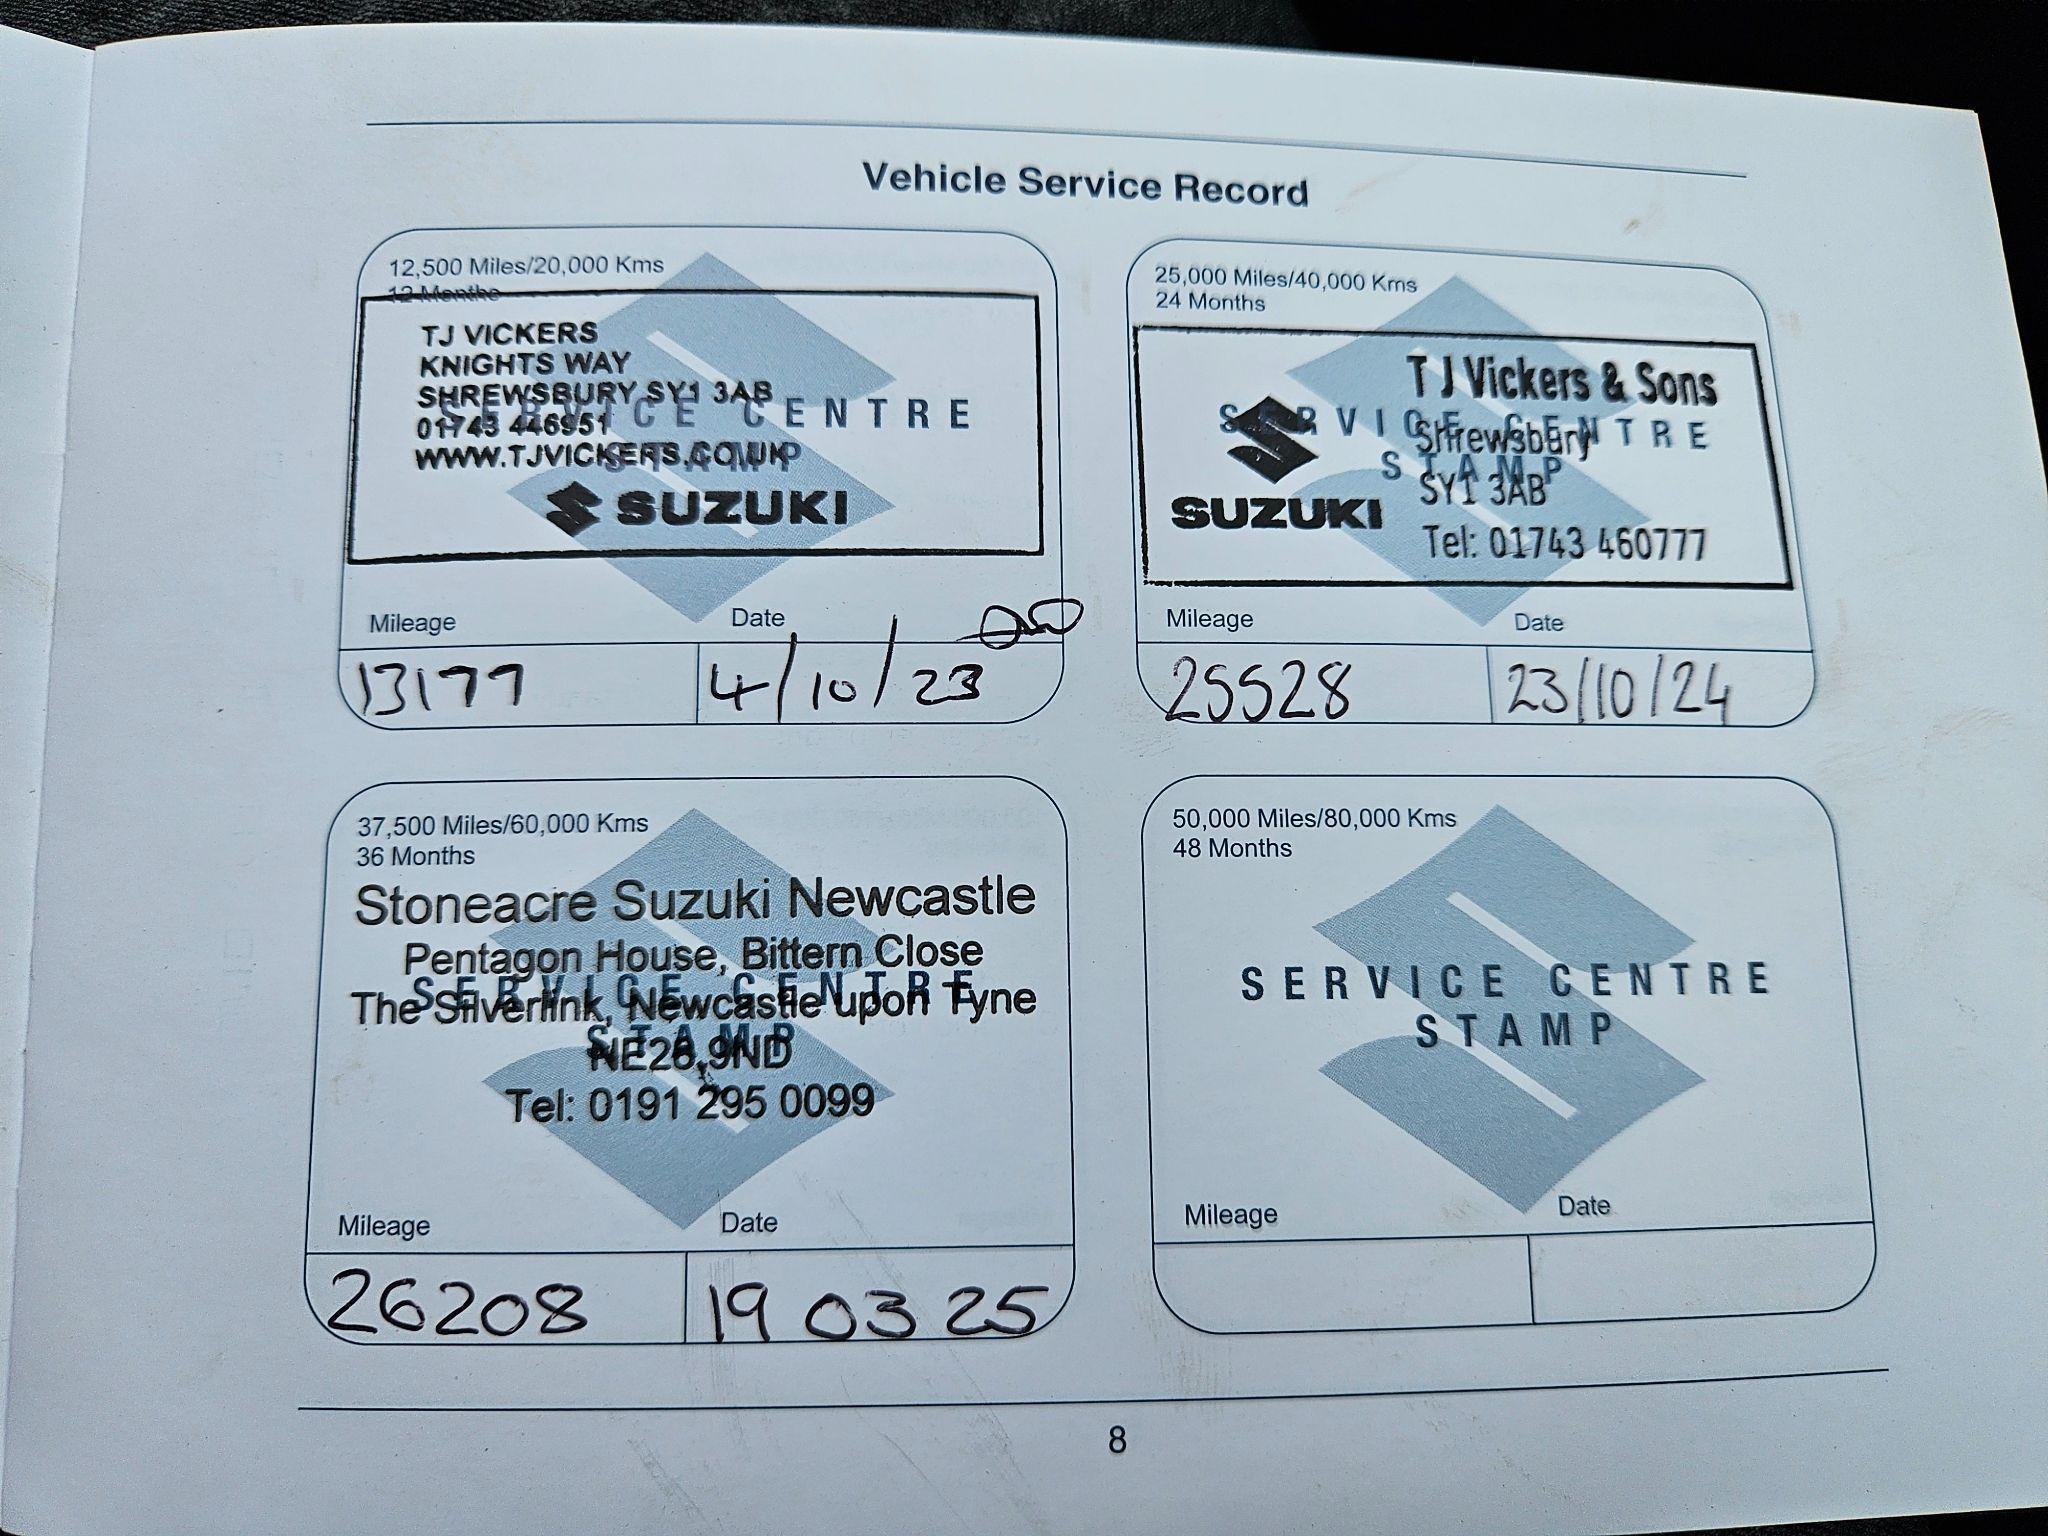 Vehicle Service Record
12,500 Miles/20,000 Kms
12 Months
TJ VICKERS
KNIGHTS WAY
SHREWSBURY SY1 3AB
01743 446951
WWW.TJVICKERS.CO.UK
SUZUKI
SERVICE CENTRE
STAMP
Mileage Date
13177 4/10/23
25,000 Miles/40,000 Kms
24 Months
T J Vickers & Sons
Shrewsbury
SY1 3AB
SUZUKI
Tel: 01743 460777
SERVICE CENTRE
STAMP
Mileage Date
25528 23/10/24
37,500 Miles/60,000 Kms
36 Months
Stoneacre Suzuki Newcastle
Pentagon House, Bittern Close
The Silverlink, Newcastle upon Tyne
NE28 9ND
Tel: 0191 295 0099
SERVICE CENTRE
STAMP
Mileage Date
26208 19 03 25
50,000 Miles/80,000 Kms
48 Months
SERVICE CENTRE
STAMP
Mileage Date
8